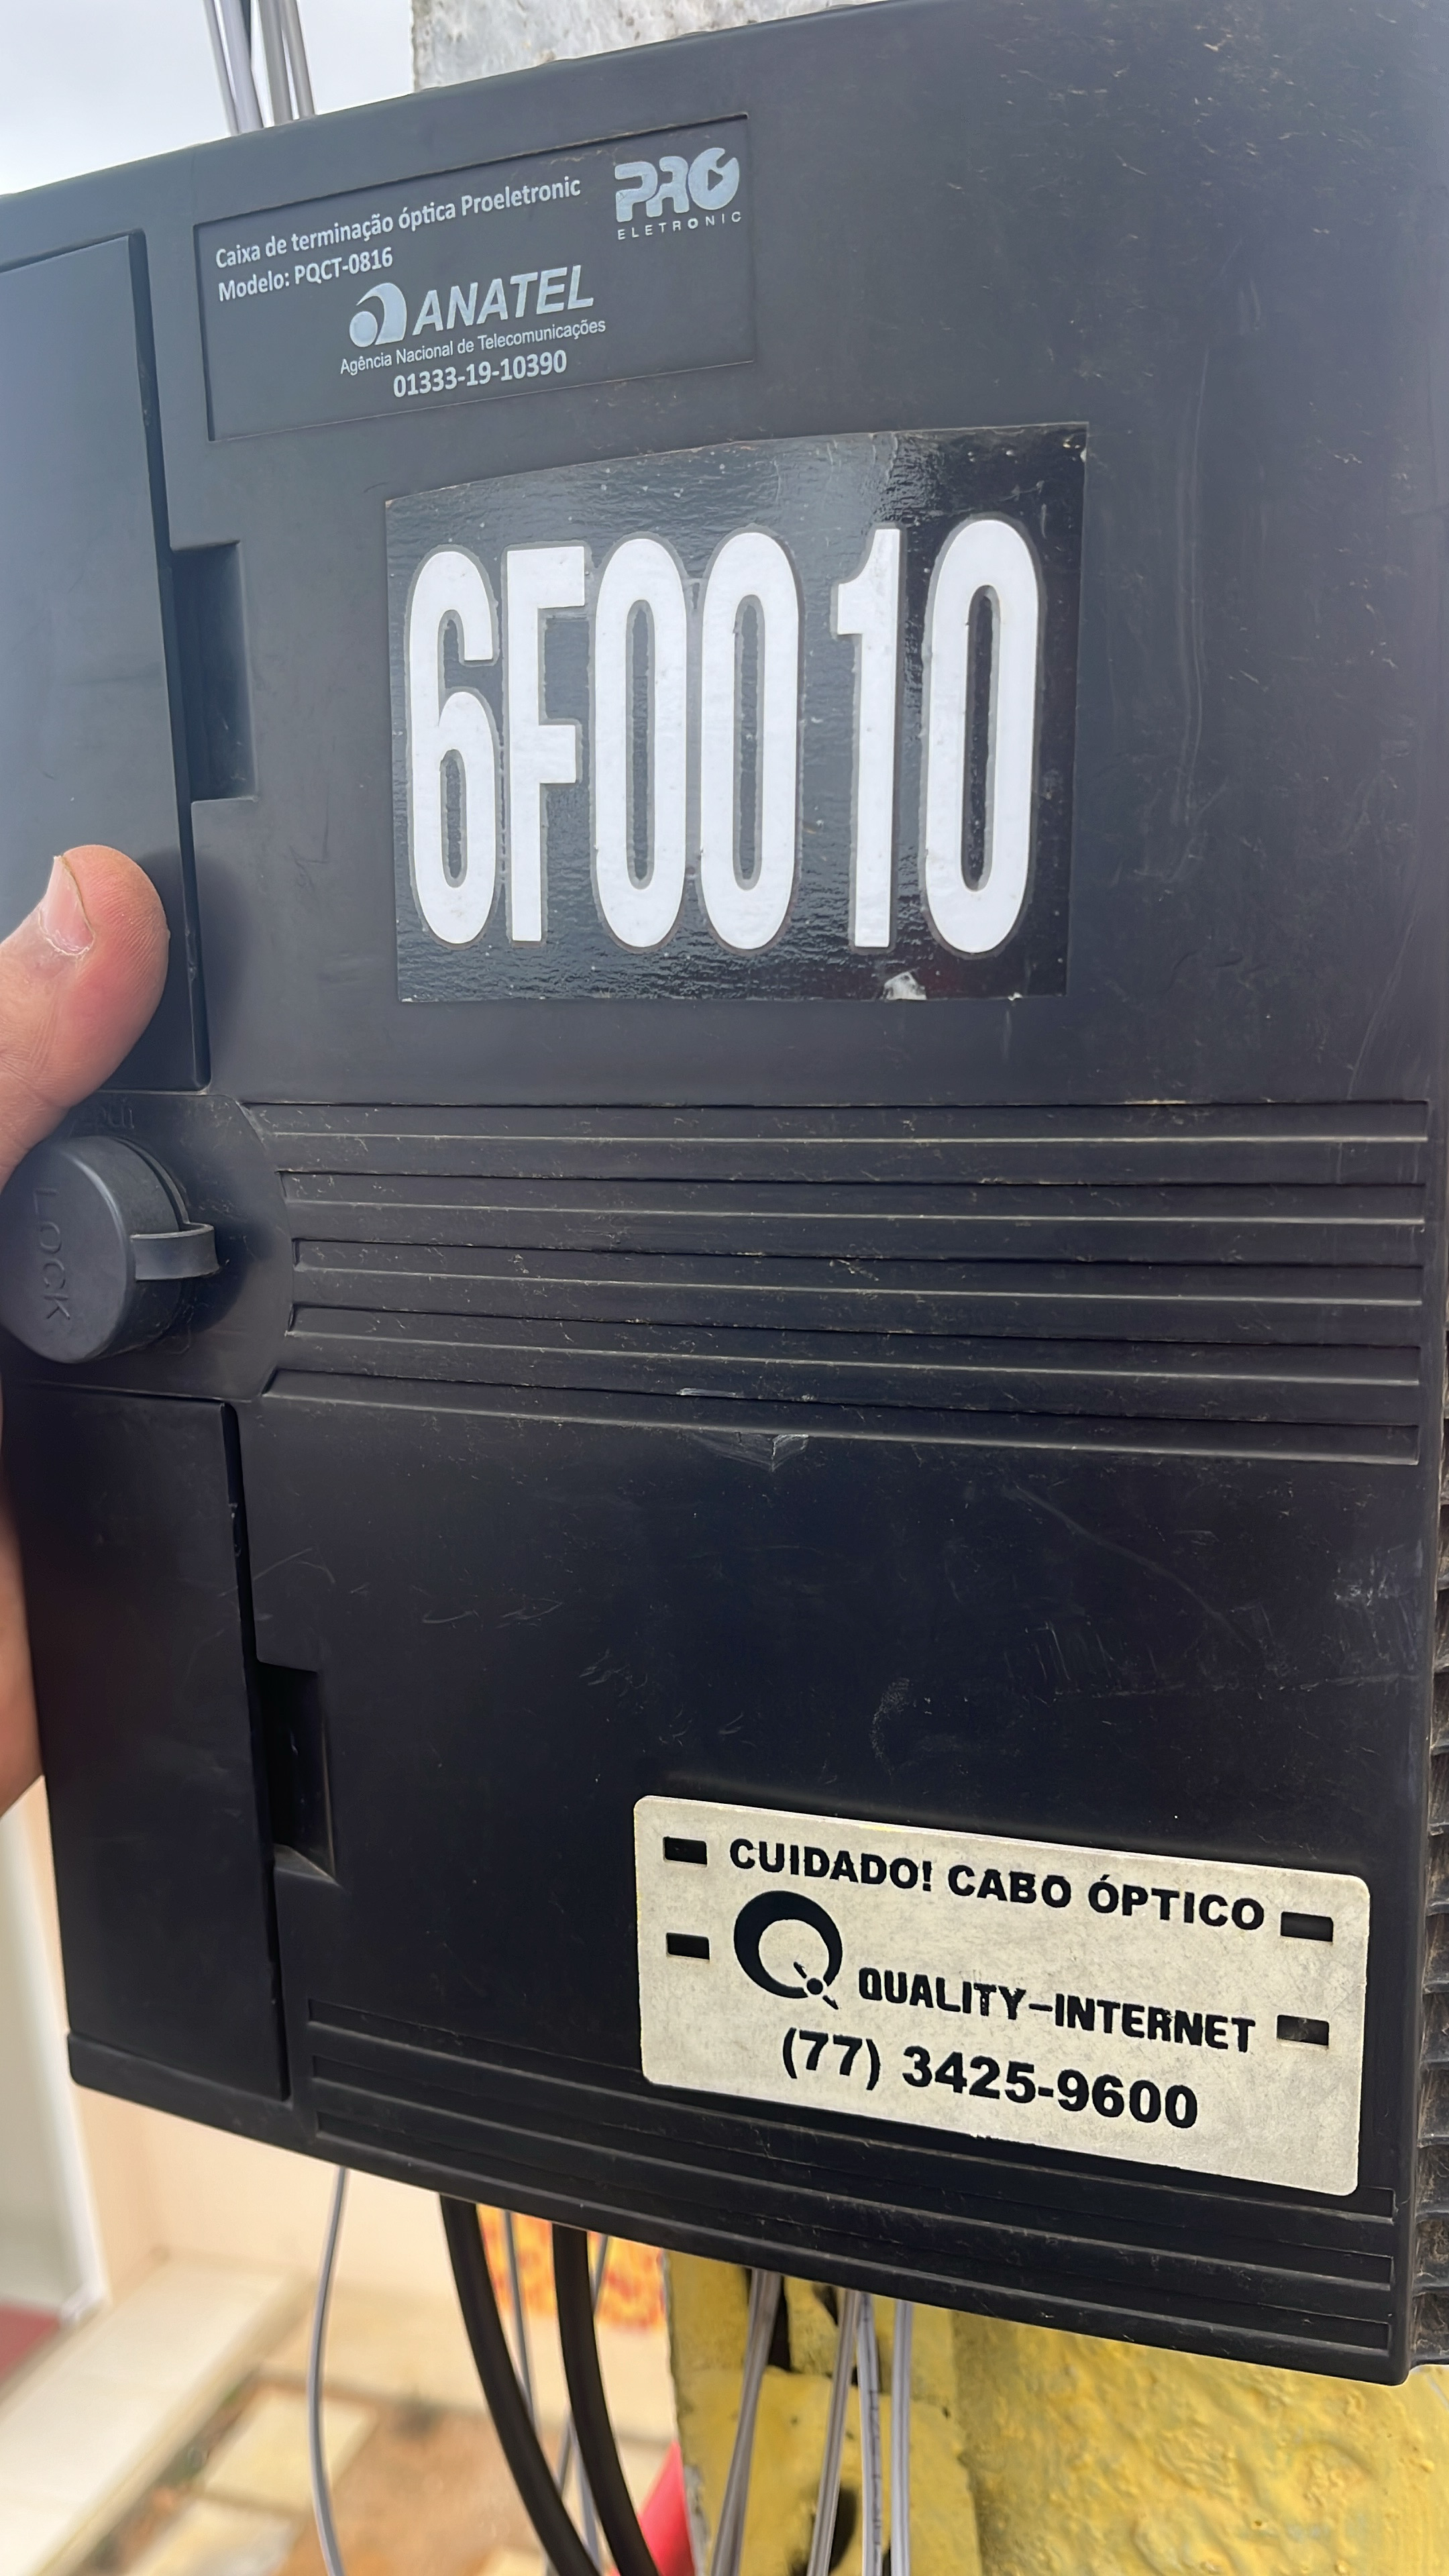 Caixa de terminação óptica Proeletronic
Modelo: PQCT-0816
PRO
ELETRONIC
ANATEL
Agência Nacional de Telecomunicações
01333-19-10390
6F0010
LOCK
CUIDADO! CABO ÓPTICO
QUALITY-INTERNET
(77) 3425-9600